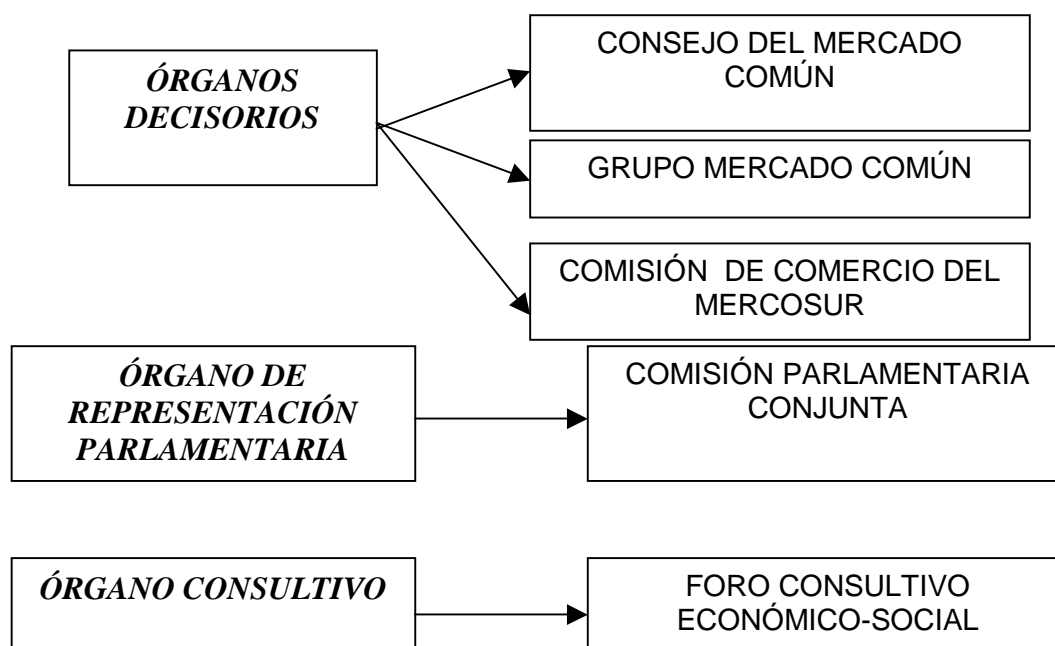 ÓRGANOS
DECISORIOS
CONSEJO DEL MERCADO
COMÚN
GRUPO MERCADO COMÚN
COMISIÓN DE COMERCIO DEL
MERCOSUR
ÓRGANO DE
REPRESENTACIÓN
PARLAMENTARIA
COMISIÓN PARLAMENTARIA
CONJUNTA
ÓRGANO CONSULTIVO
FORO CONSULTIVO
ECONÓMICO-SOCIAL